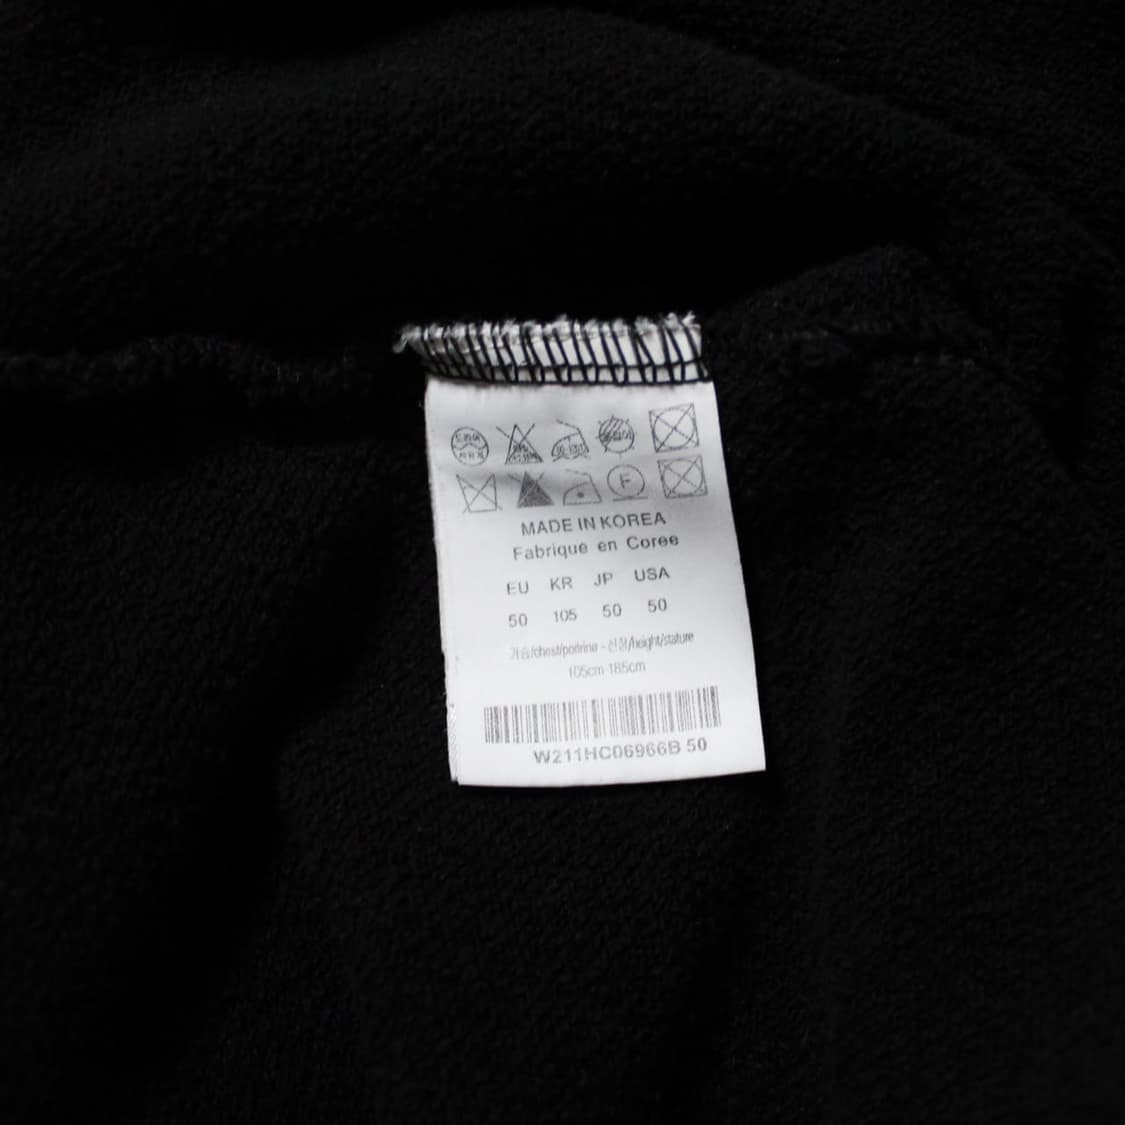 F
MADE IN KOREA
Fabrique en Coree
EU KR JP USA
50 105 50 50
가슴/chest/poitrina - 신장/height/stature
105cm-185cm
W211HC06966B 50